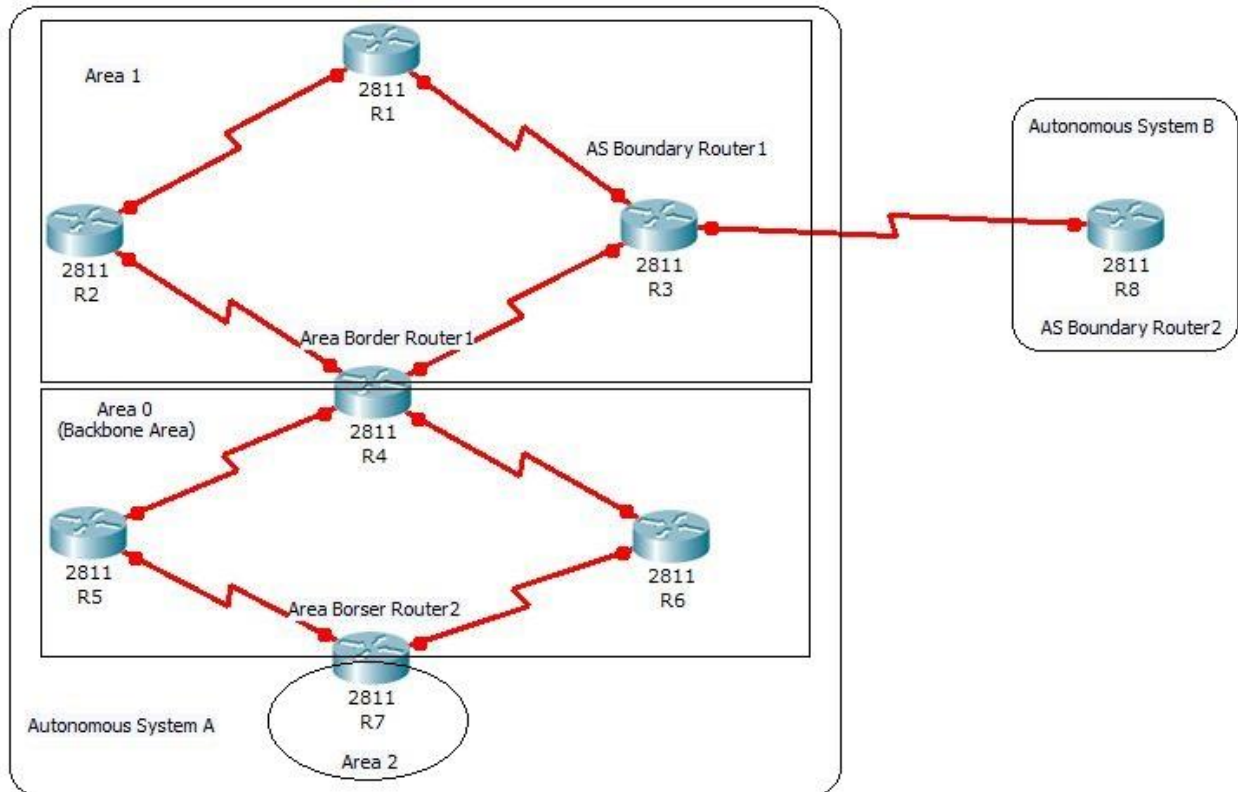 Area 1
2811
R1
AS Boundary Router1
Autonomous System B
2811
R2
2811
R3
2811
R8
AS Boundary Router2
Area Border Router1
Area 0
(Backbone Area)
2811
R4
2811
R5
2811
R6
Area Borser Router2
2811
R7
Autonomous System A
Area 2